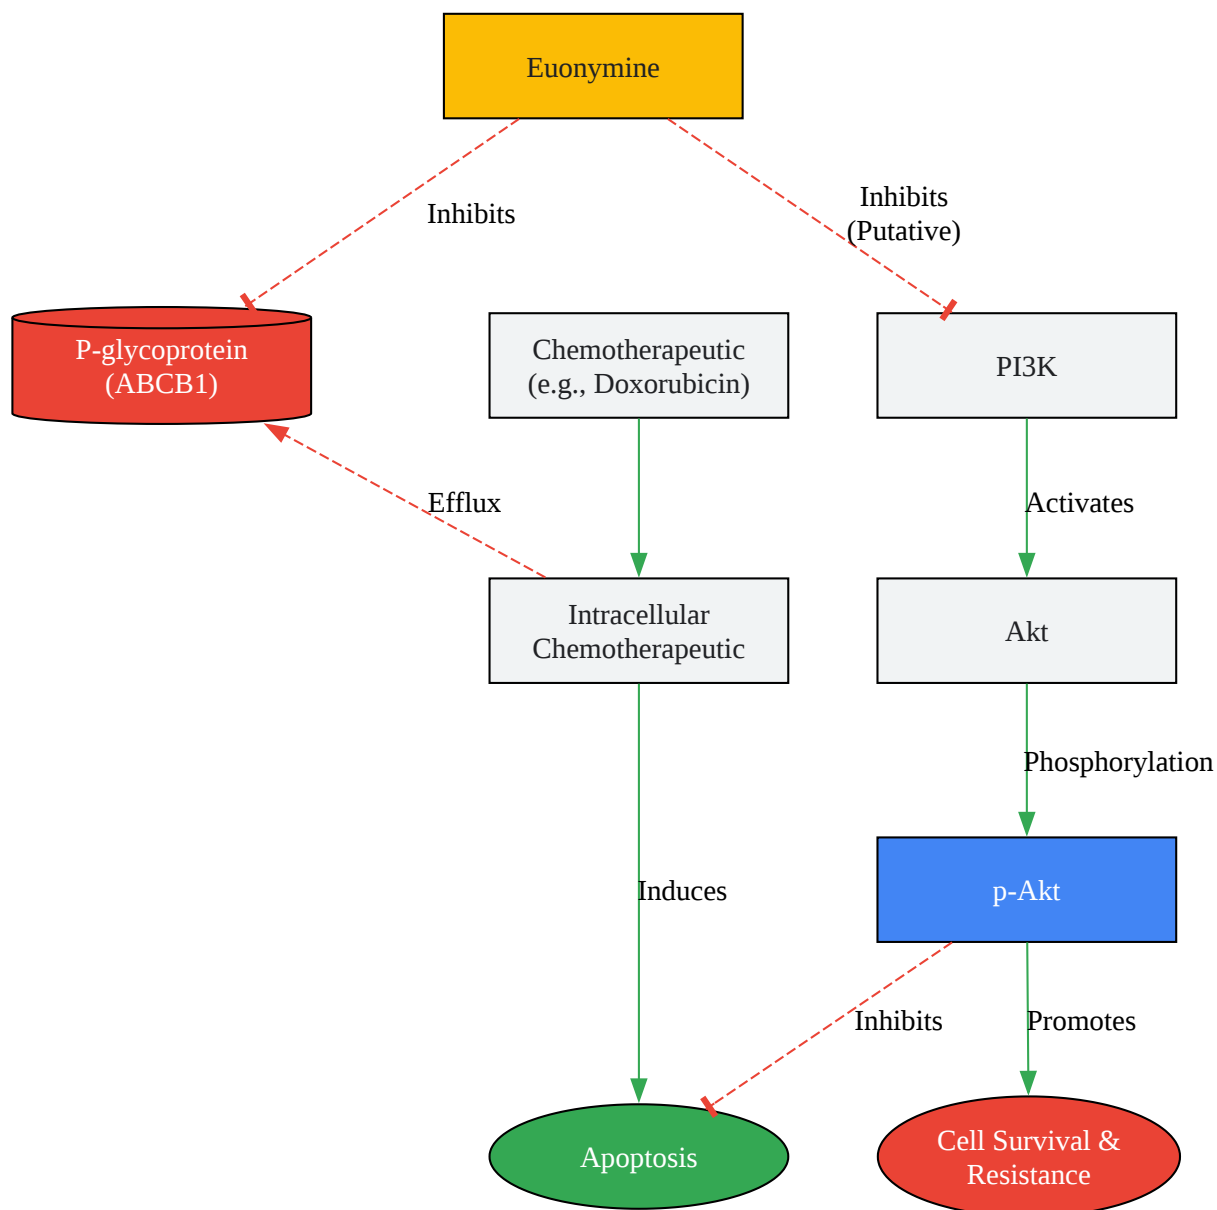 Euonymine
Inhibits
Inhibits
(Putative)
P-glycoprotein
(ABCB1)
Chemotherapeutic
(e.g., Doxorubicin)
PI3K
Efflux
Activates
Intracellular
Chemotherapeutic
Akt
Phosphorylation
Induces
p-Akt
Inhibits
Promotes
Apoptosis
Cell Survival &
Resistance